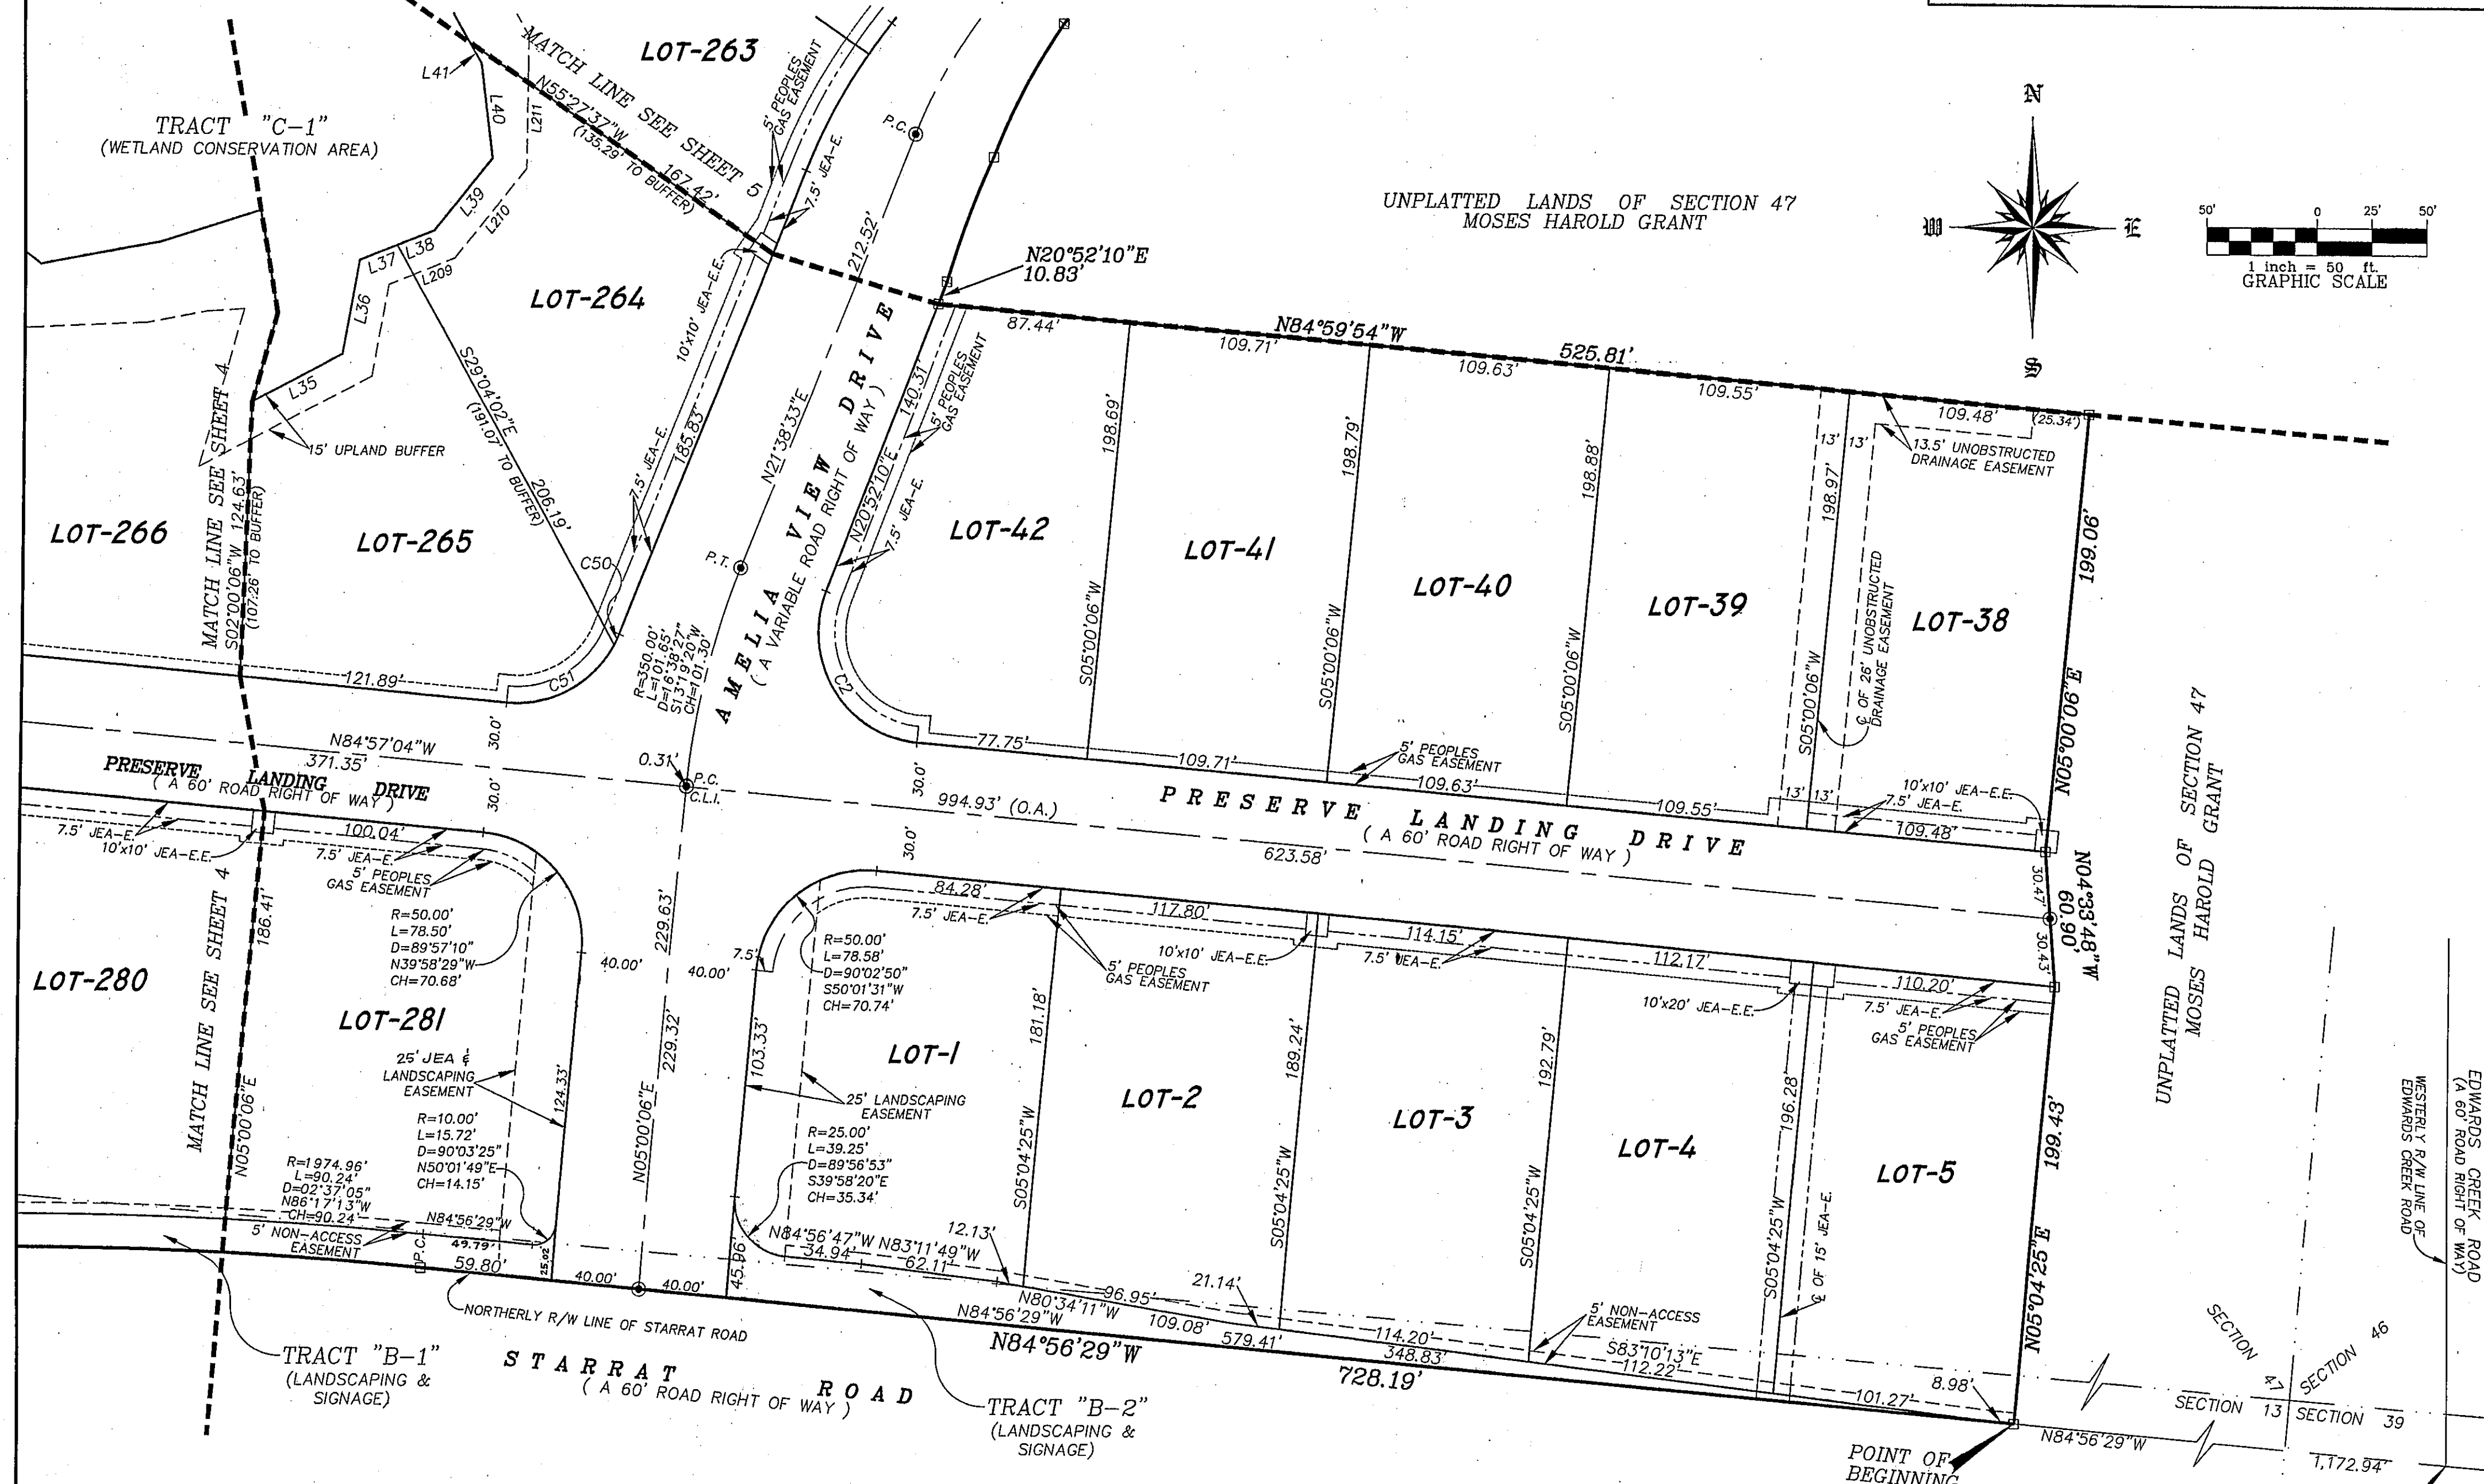 L41
MATCH LINE SEE SHEET 5
LOT-263
5' PEOPLES
GAS EASEMENT
TRACT "C-1"
(WETLAND CONSERVATION AREA)
L40
L211
N55°27'37"W
167.42'
(135.29' TO BUFFER)
7.5' JEA-E.
P.C.
N
W
E
S
50'
0
25'
50'
1 inch = 50 ft.
GRAPHIC SCALE
UNPLATTED LANDS OF SECTION 47
MOSES HAROLD GRANT
L39
L210
L37
L38
L209
L36
L35
LOT-264
10'x10' JEA-E.E.
212.52'
N20°52'10"E
10.83'
87.44'
N84°59'54"W
525.81'
109.71'
109.63'
109.55'
109.48'
(25.34')
15' UPLAND BUFFER
S29°04'02"E
206.19'
(191.07' TO BUFFER)
7.5' JEA-E.
185.83'
N21°38'33"E
AMELIA VIEW DRIVE
( A VARIABLE ROAD RIGHT OF WAY )
140.31'
N20°52'10"E
5' PEOPLES
GAS EASEMENT
7.5' JEA-E.
198.69'
198.79'
198.88'
198.97'
13'
13'
13.5' UNOBSTRUCTED
DRAINAGE EASEMENT
LOT-266
MATCH LINE SEE SHEET 4
S02°00'06"W 124.63'
(107.26' TO BUFFER)
LOT-265
C50
P.T.
LOT-42
LOT-41
LOT-40
LOT-39
LOT-38
199.06'
N05°00'06"E
S05°00'06"W
S05°00'06"W
S05°00'06"W
S05°00'06"W
℄ OF 26' UNOBSTRUCTED
DRAINAGE EASEMENT
121.89'
C51
R=350.00'
L=101.65'
D=16°38'27"
S13°19'20"W
CH=101.30'
C2
77.75'
109.71'
5' PEOPLES
GAS EASEMENT
109.63'
109.55'
13'
13'
10'x10' JEA-E.E.
7.5' JEA-E.
109.48'
30.0'
30.0'
N84°57'04"W
371.35'
PRESERVE LANDING DRIVE
( A 60' ROAD RIGHT OF WAY )
0.31'
P.C.
C.L.I.
30.0'
30.0'
994.93' (O.A.)
PRESERVE LANDING DRIVE
( A 60' ROAD RIGHT OF WAY )
623.58'
30.47'
30.43'
N04°33'48"W
60.90'
UNPLATTED LANDS OF SECTION 47
MOSES HAROLD GRANT
7.5' JEA-E.
10'x10' JEA-E.E.
100.04'
7.5' JEA-E.
5' PEOPLES
GAS EASEMENT
R=50.00'
L=78.50'
D=89°57'10"
N39°58'29"W
CH=70.68'
40.00'
40.00'
229.63'
229.32'
7.5'
R=50.00'
L=78.58'
D=90°02'50"
S50°01'31"W
CH=70.74'
84.28'
7.5' JEA-E.
117.80'
5' PEOPLES
GAS EASEMENT
10'x10' JEA-E.E.
114.15'
7.5' JEA-E.
112.17'
10'x20' JEA-E.E.
110.20'
7.5' JEA-E.
5' PEOPLES
GAS EASEMENT
LOT-280
MATCH LINE SEE SHEET 4
186.41'
N05°00'06"E
LOT-281
25' JEA &
LANDSCAPING
EASEMENT
124.33'
R=10.00'
L=15.72'
D=90°03'25"
N50°01'49"E
CH=14.15'
N05°00'06"E
103.33'
LOT-1
25' LANDSCAPING
EASEMENT
R=25.00'
L=39.25'
D=89°56'53"
S39°58'20"E
CH=35.34'
181.18'
S05°04'25"W
LOT-2
189.24'
S05°04'25"W
LOT-3
192.79'
S05°04'25"W
LOT-4
196.28'
S05°04'25"W
℄ OF 15' JEA-E.
LOT-5
199.43'
N05°04'25"E
WESTERLY R/W LINE OF
EDWARDS CREEK ROAD
EDWARDS CREEK ROAD
(A 60' ROAD RIGHT OF WAY)
R=1974.96'
L=90.24'
D=02°37'05"
N86°17'13"W
CH=90.24'
5' NON-ACCESS
EASEMENT
N84°56'29"W
49.79'
P.C.
59.80'
25.02'
40.00'
40.00'
45.96'
N84°56'47"W
34.94'
N83°11'49"W
62.11'
12.13'
N80°34'11"W
96.95'
N84°56'29"W
109.08'
21.14'
579.41'
114.20'
348.83'
5' NON-ACCESS
EASEMENT
S83°10'13"E
112.22'
101.27'
8.98'
NORTHERLY R/W LINE OF STARRAT ROAD
TRACT "B-1"
(LANDSCAPING &
SIGNAGE)
STARRAT ROAD
( A 60' ROAD RIGHT OF WAY )
N84°56'29"W
728.19'
TRACT "B-2"
(LANDSCAPING &
SIGNAGE)
SECTION 47
SECTION 46
SECTION 13
SECTION 39
N84°56'29"W
1,172.94'
POINT OF
BEGINNING